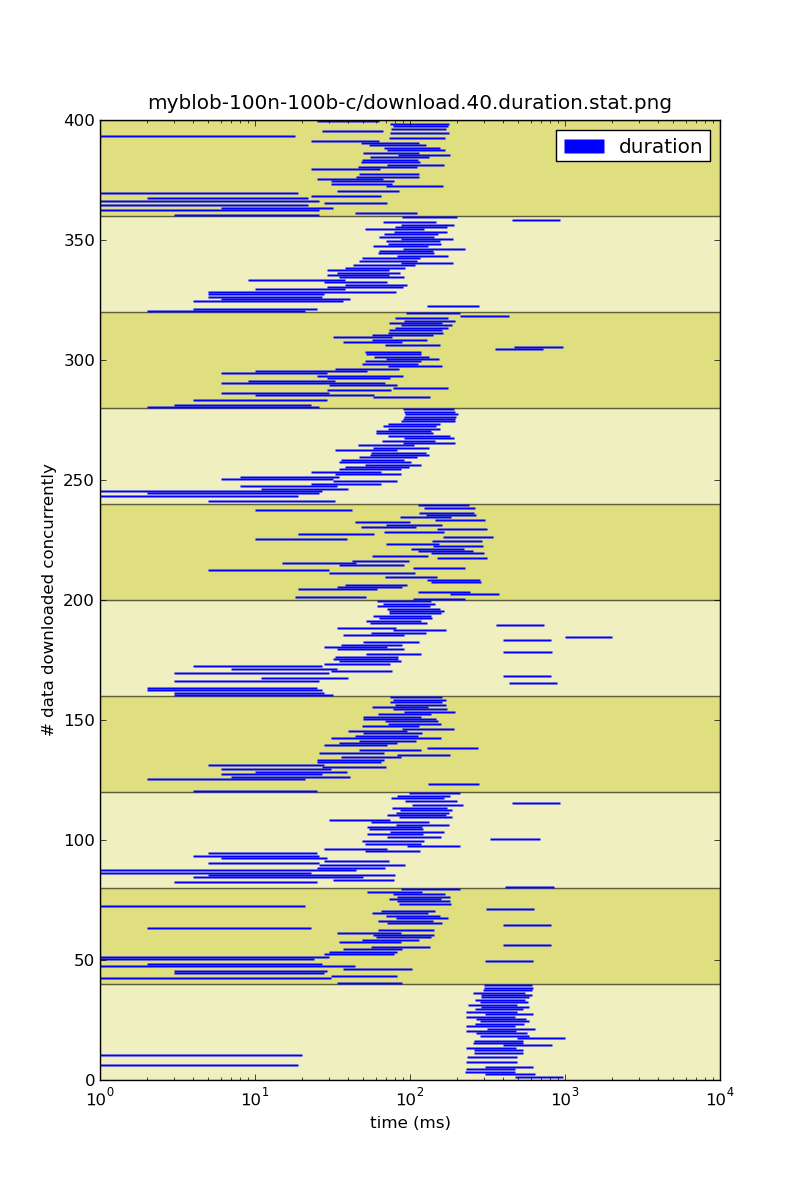 myblob-100n-100b-c/download.40.duration.stat.png
duration
400
350
300
250
200
150
100
50
0
# data downloaded concurrently
10⁰ 10¹ 10² 10³ 10⁴
time (ms)